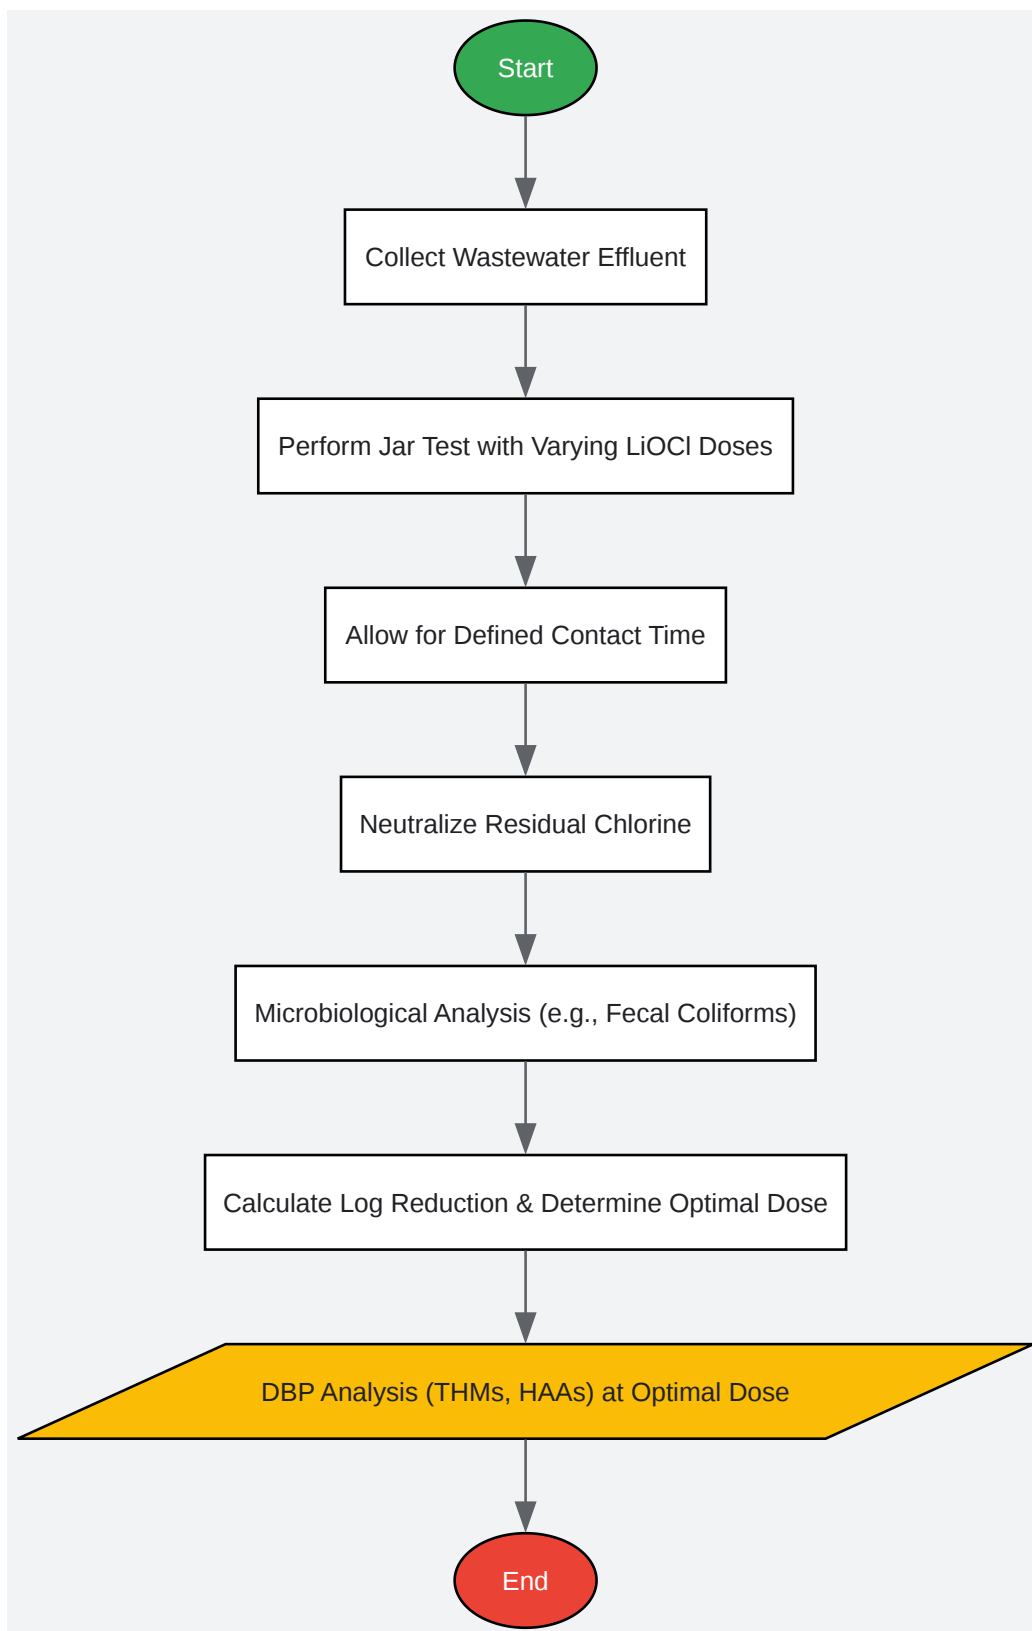 Start
Collect Wastewater Effluent
Perform Jar Test with Varying LiOCl Doses
Allow for Defined Contact Time
Neutralize Residual Chlorine
Microbiological Analysis (e.g., Fecal Coliforms)
Calculate Log Reduction & Determine Optimal Dose
DBP Analysis (THMs, HAAs) at Optimal Dose
End